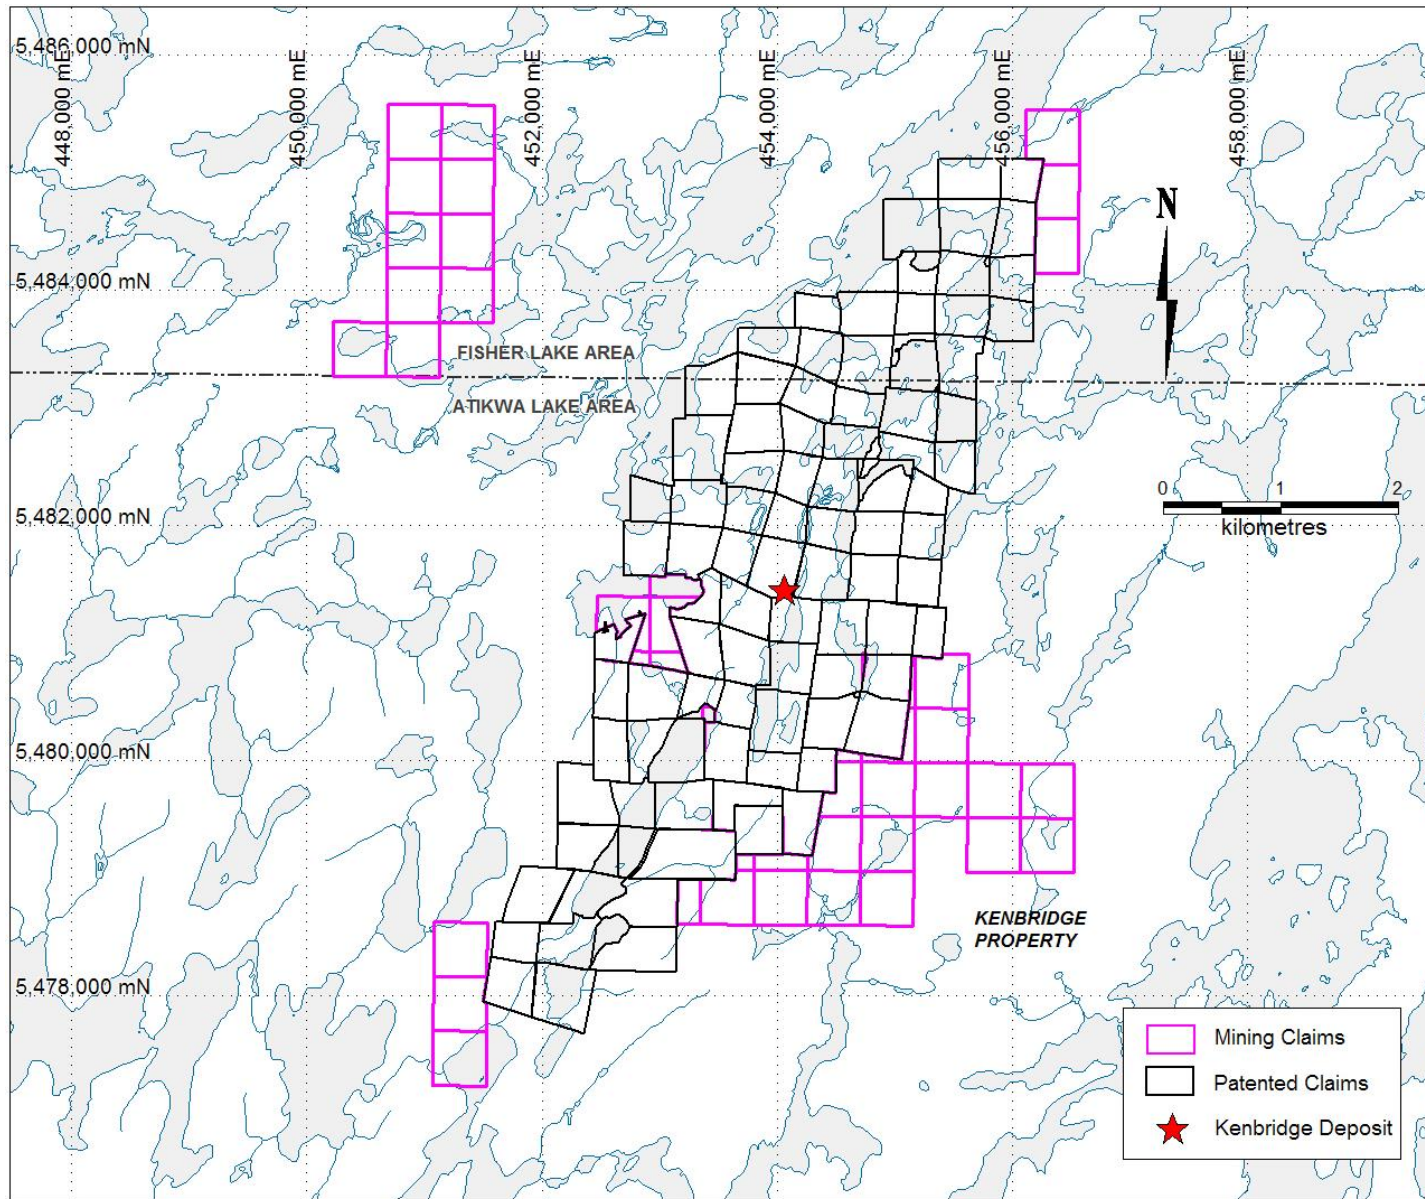 5,486,000 mN
448,000 mE
450,000 mE
452,000 mE
454,000 mE
456,000 mE
458,000 mE
N
5,484,000 mN
FISHER LAKE AREA
ATIKWA LAKE AREA
0 1 2
kilometres
5,482,000 mN
5,480,000 mN
KENBRIDGE
PROPERTY
5,478,000 mN
Mining Claims
Patented Claims
Kenbridge Deposit